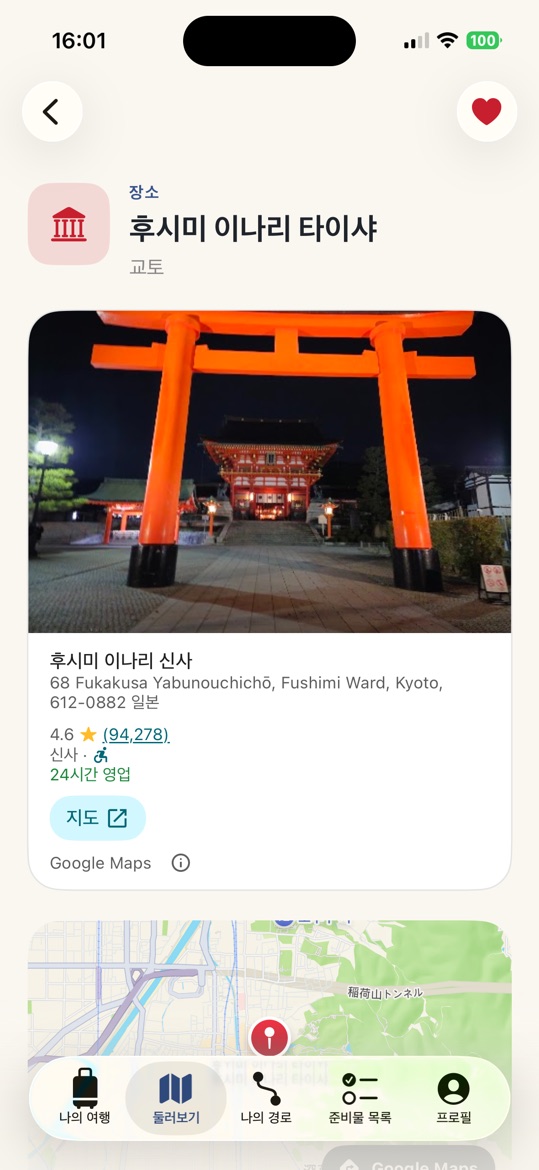 16:01
100
장소
후시미 이나리 타이샤
교토
후시미 이나리 신사
68 Fukakusa Yabunouchichō, Fushimi Ward, Kyoto,
612-0882 일본
4.6 (94,278)
신사 ·
24시간 영업
지도
Google Maps
稲荷山トンネル
나의 여행
둘러보기
나의 경로
준비물 목록
프로필
Google Maps